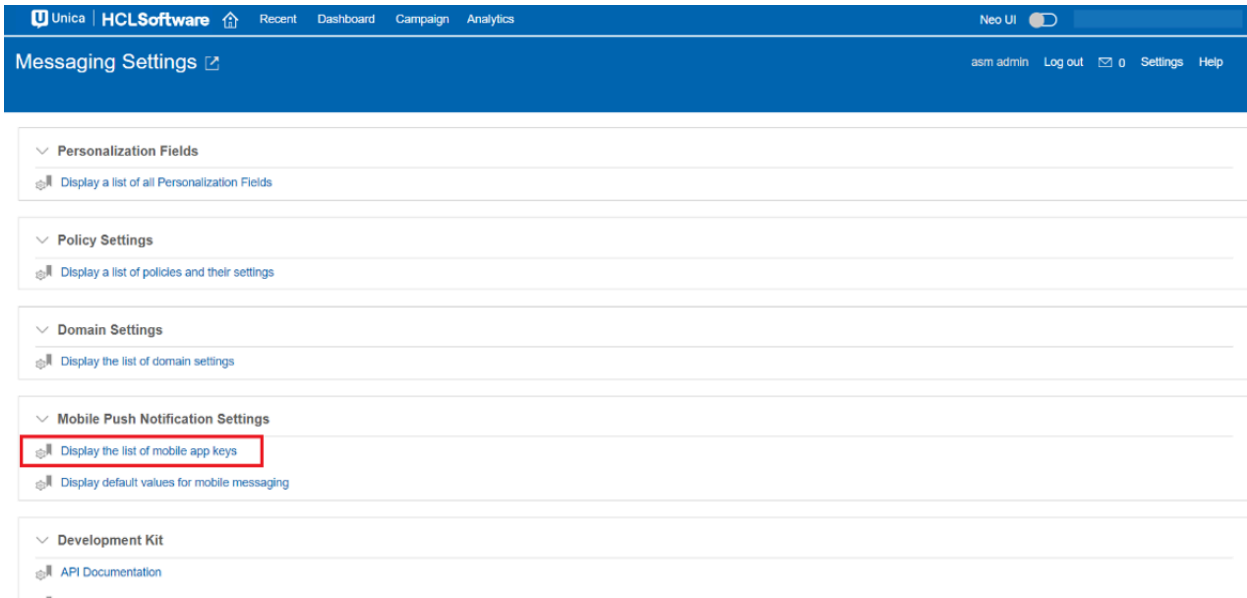 Unica | HCLSoftware Recent Dashboard Campaign Analytics Neo UI
Messaging Settings asm admin Log out 0 Settings Help
Personalization Fields
Display a list of all Personalization Fields
Policy Settings
Display a list of policies and their settings
Domain Settings
Display the list of domain settings
Mobile Push Notification Settings
Display the list of mobile app keys
Display default values for mobile messaging
Development Kit
API Documentation